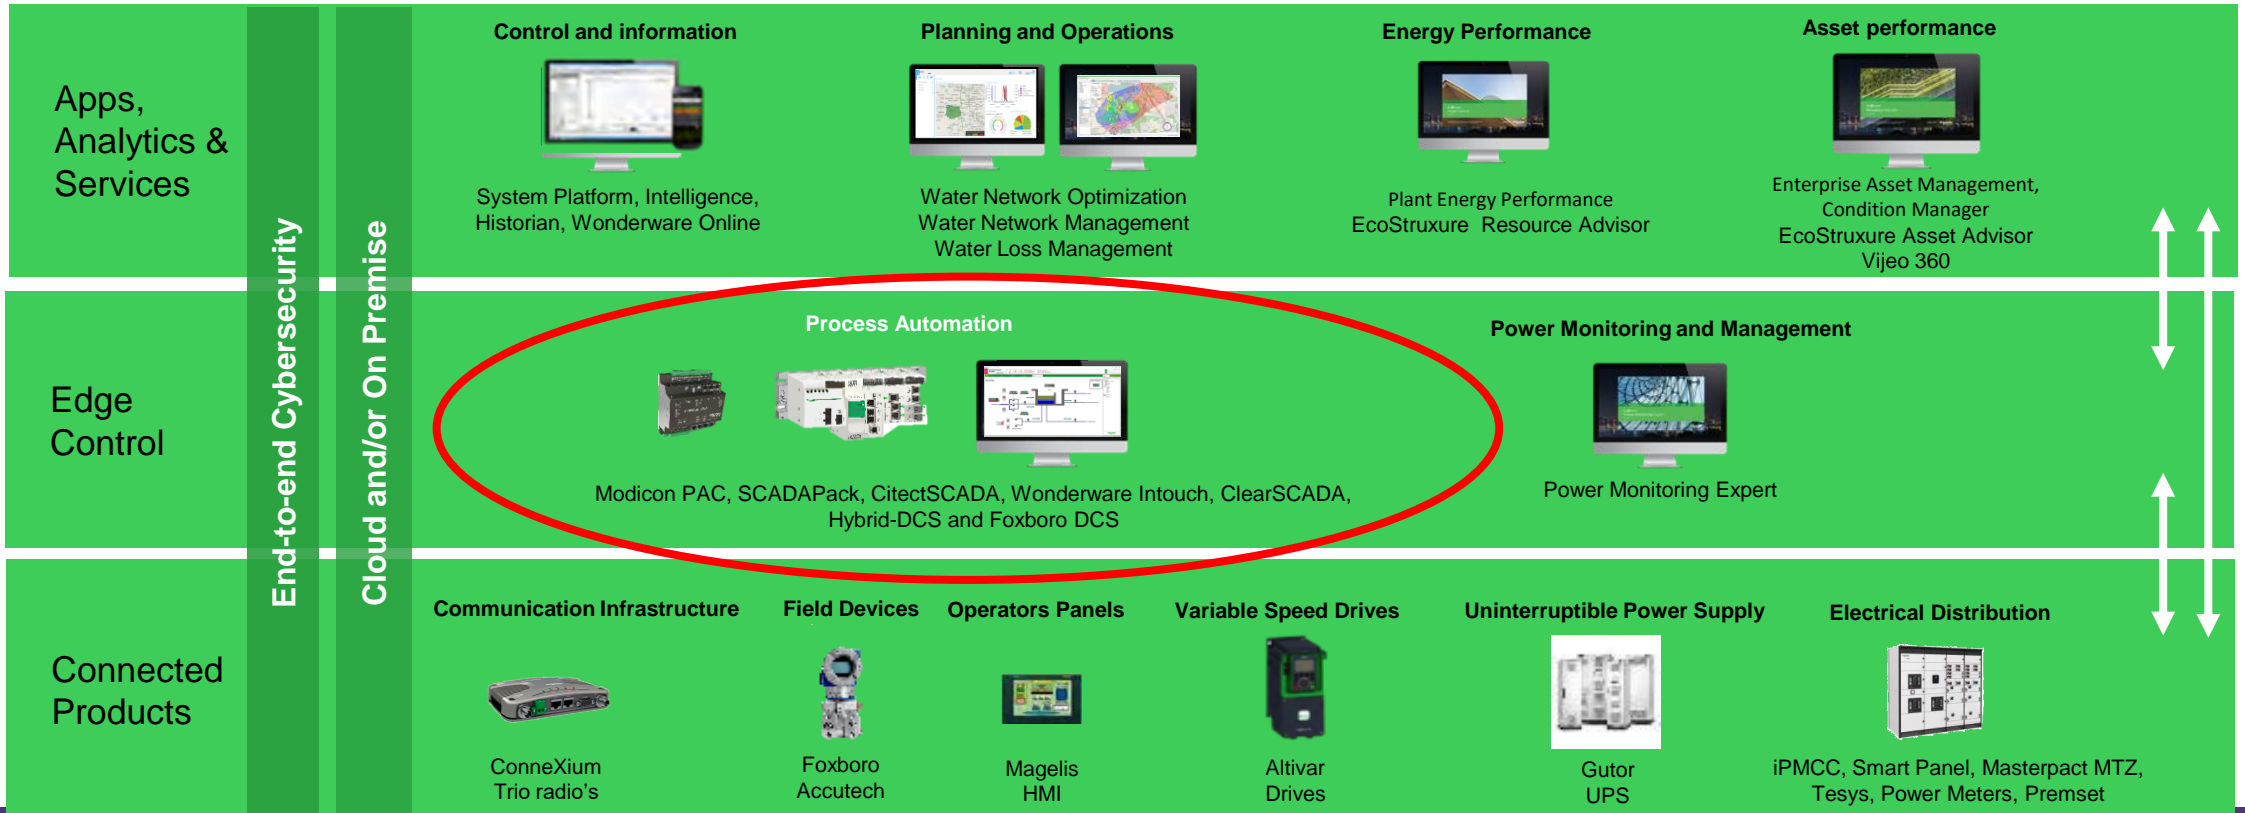 Apps,
Analytics &
Services
Control and information
System Platform, Intelligence,
Historian, Wonderware Online
Planning and Operations
Water Network Optimization
Water Network Management
Water Loss Management
Energy Performance
Plant Energy Performance
EcoStruxure Resource Advisor
Asset performance
Enterprise Asset Management,
Condition Manager
EcoStruxure Asset Advisor
Vijeo 360
End-to-end Cybersecurity
Cloud and/or On Premise
Edge
Control
Process Automation
Modicon PAC, SCADAPack, CitectSCADA, Wonderware Intouch, ClearSCADA,
Hybrid-DCS and Foxboro DCS
Power Monitoring and Management
Power Monitoring Expert
Connected
Products
Communication Infrastructure
ConneXium
Trio radio's
Field Devices
Foxboro
Accutech
Operators Panels
Magelis
HMI
Variable Speed Drives
Altivar
Drives
Uninterruptible Power Supply
Gutor
UPS
Electrical Distribution
iPMCC, Smart Panel, Masterpact MTZ,
Tesys, Power Meters, Premset